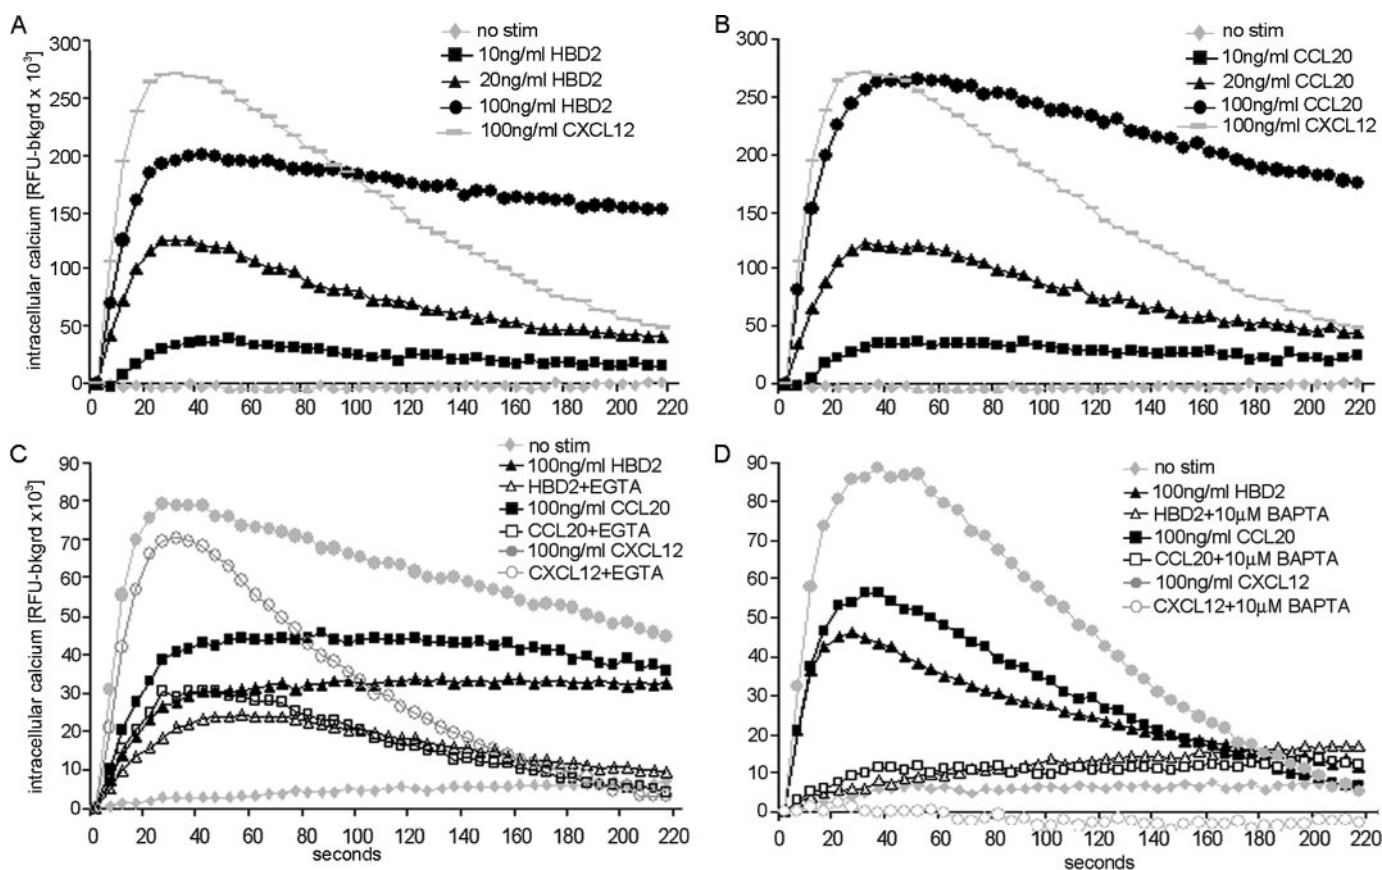 A
intracellular calcium [RFU-bkgrd x 10³]
300
250
200
150
100
50
0
0 20 40 60 80 100 120 140 160 180 200 220
no stim
10ng/ml HBD2
20ng/ml HBD2
100ng/ml HBD2
100ng/ml CXCL12
B
300
250
200
150
100
50
0
0 20 40 60 80 100 120 140 160 180 200 220
no stim
10ng/ml CCL20
20ng/ml CCL20
100ng/ml CCL20
100ng/ml CXCL12
C
intracellular calcium [RFU-bkgrd x10³]
90
80
70
60
50
40
30
20
10
0
0 20 40 60 80 100 120 140 160 180 200 220
seconds
no stim
100ng/ml HBD2
HBD2+EGTA
100ng/ml CCL20
CCL20+EGTA
100ng/ml CXCL12
CXCL12+EGTA
D
90
80
70
60
50
40
30
20
10
0
0 20 40 60 80 100 120 140 160 180 200 220
seconds
no stim
100ng/ml HBD2
HBD2+10µM BAPTA
100ng/ml CCL20
CCL20+10µM BAPTA
100ng/ml CXCL12
CXCL12+10µM BAPTA